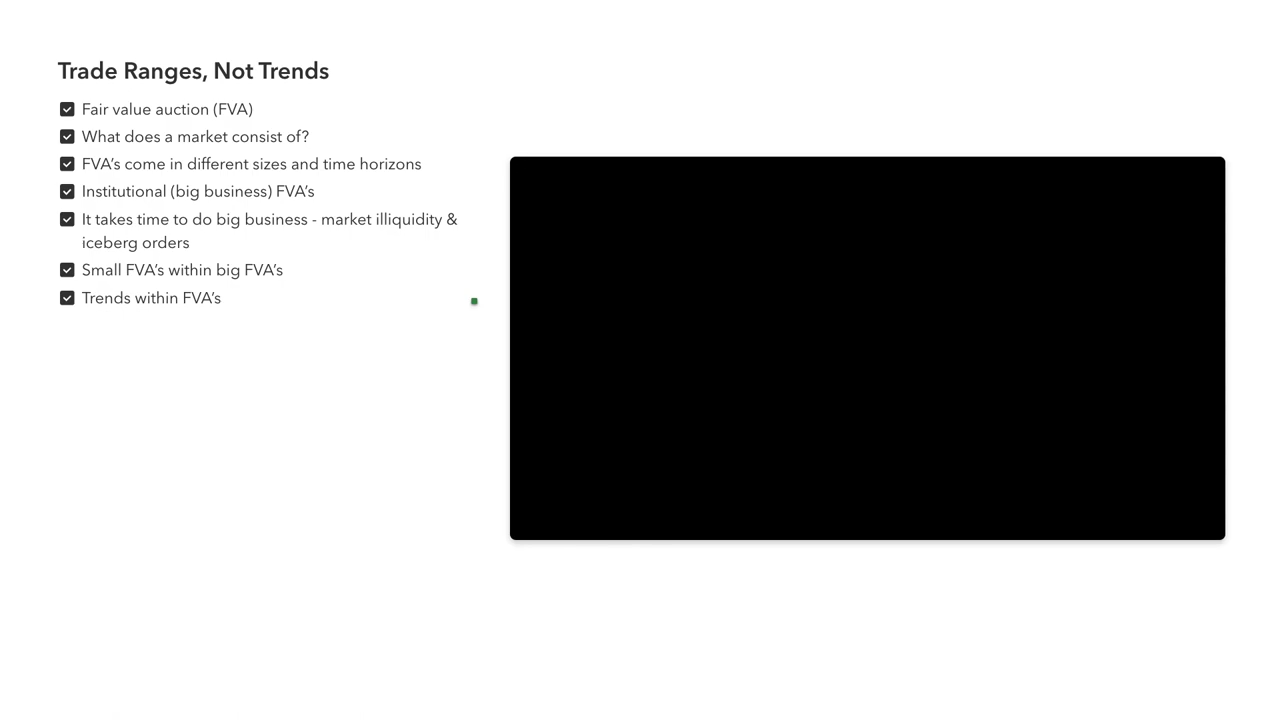 Trade Ranges, Not Trends
Fair value auction (FVA)
What does a market consist of?
FVA’s come in different sizes and time horizons
Institutional (big business) FVA’s
It takes time to do big business - market illiquidity &
iceberg orders
Small FVA’s within big FVA’s
Trends within FVA’s